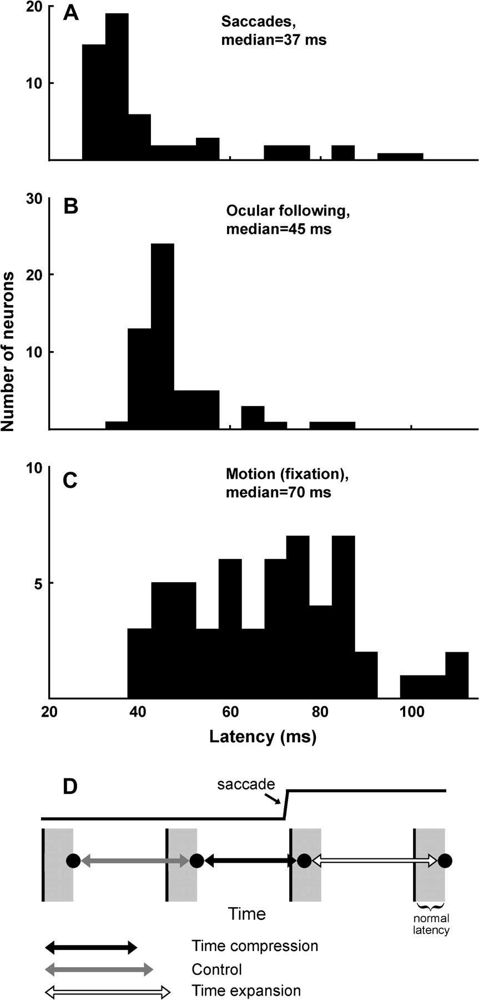 A
Saccades,
median=37 ms
20
10
B
Ocular following,
median=45 ms
30
20
10
Number of neurons
C
Motion (fixation),
median=70 ms
10
5
20 40 60 80 100
Latency (ms)
D
saccade
Time
normal
latency
Time compression
Control
Time expansion